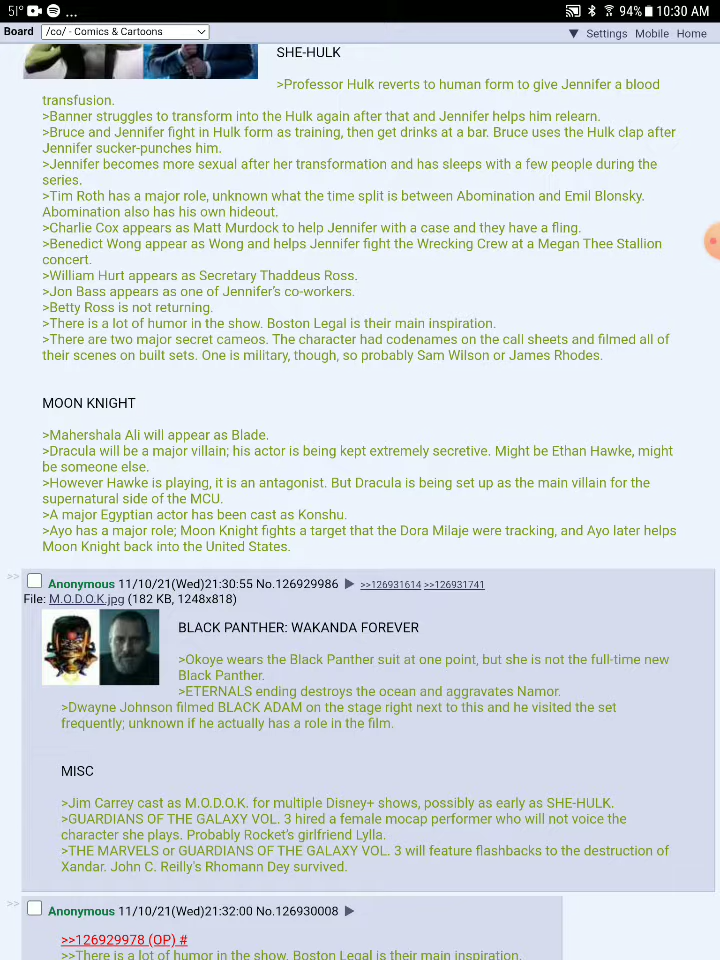 51° ...
94% 10:30 AM
Board /co/ - Comics & Cartoons ▼ Settings Mobile Home
SHE-HULK
>Professor Hulk reverts to human form to give Jennifer a blood
transfusion.
>Banner struggles to transform into the Hulk again after that and Jennifer helps him relearn.
>Bruce and Jennifer fight in Hulk form as training, then get drinks at a bar. Bruce uses the Hulk clap after
Jennifer sucker-punches him.
>Jennifer becomes more sexual after her transformation and has sleeps with a few people during the
series.
>Tim Roth has a major role, unknown what the time split is between Abomination and Emil Blonsky.
Abomination also has his own hideout.
>Charlie Cox appears as Matt Murdock to help Jennifer with a case and they have a fling.
>Benedict Wong appear as Wong and helps Jennifer fight the Wrecking Crew at a Megan Thee Stallion
concert.
>William Hurt appears as Secretary Thaddeus Ross.
>Jon Bass appears as one of Jennifer's co-workers.
>Betty Ross is not returning.
>There is a lot of humor in the show. Boston Legal is their main inspiration.
>There are two major secret cameos. The character had codenames on the call sheets and filmed all of
their scenes on built sets. One is military, though, so probably Sam Wilson or James Rhodes.
MOON KNIGHT
>Mahershala Ali will appear as Blade.
>Dracula will be a major villain; his actor is being kept extremely secretive. Might be Ethan Hawke, might
be someone else.
>However Hawke is playing, it is an antagonist. But Dracula is being set up as the main villain for the
supernatural side of the MCU.
>A major Egyptian actor has been cast as Konshu.
>Ayo has a major role; Moon Knight fights a target that the Dora Milaje were tracking, and Ayo later helps
Moon Knight back into the United States.
>> Anonymous 11/10/21(Wed)21:30:55 No.126929986 ▶ >>126931614 >>126931741
File: M.O.D.O.K.jpg (182 KB, 1248x818)
BLACK PANTHER: WAKANDA FOREVER
>Okoye wears the Black Panther suit at one point, but she is not the full-time new
Black Panther.
>ETERNALS ending destroys the ocean and aggravates Namor.
>Dwayne Johnson filmed BLACK ADAM on the stage right next to this and he visited the set
frequently; unknown if he actually has a role in the film.
MISC
>Jim Carrey cast as M.O.D.O.K. for multiple Disney+ shows, possibly as early as SHE-HULK.
>GUARDIANS OF THE GALAXY VOL. 3 hired a female mocap performer who will not voice the
character she plays. Probably Rocket's girlfriend Lylla.
>THE MARVELS or GUARDIANS OF THE GALAXY VOL. 3 will feature flashbacks to the destruction of
Xandar. John C. Reilly's Rhomann Dey survived.
>> Anonymous 11/10/21(Wed)21:32:00 No.126930008 ▶
>>126929978 (OP) #
>>There is a lot of humor in the show. Boston Legal is their main inspiration.